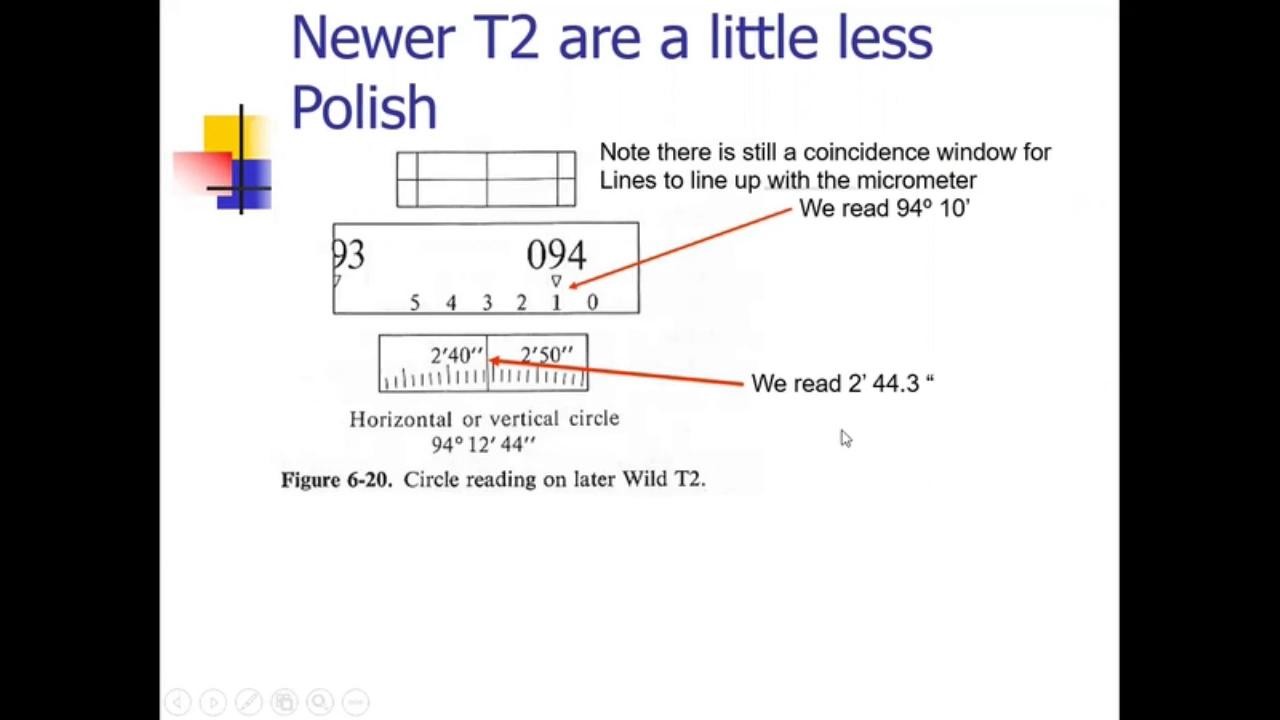 Newer T2 are a little less
Polish
Note there is still a coincidence window for
Lines to line up with the micrometer
We read 94º 10’
93 094
5 4 3 2 1 0
2′40′′ 2′50′′
We read 2’ 44.3 “
Horizontal or vertical circle
94° 12′ 44′′
Figure 6-20. Circle reading on later Wild T2.